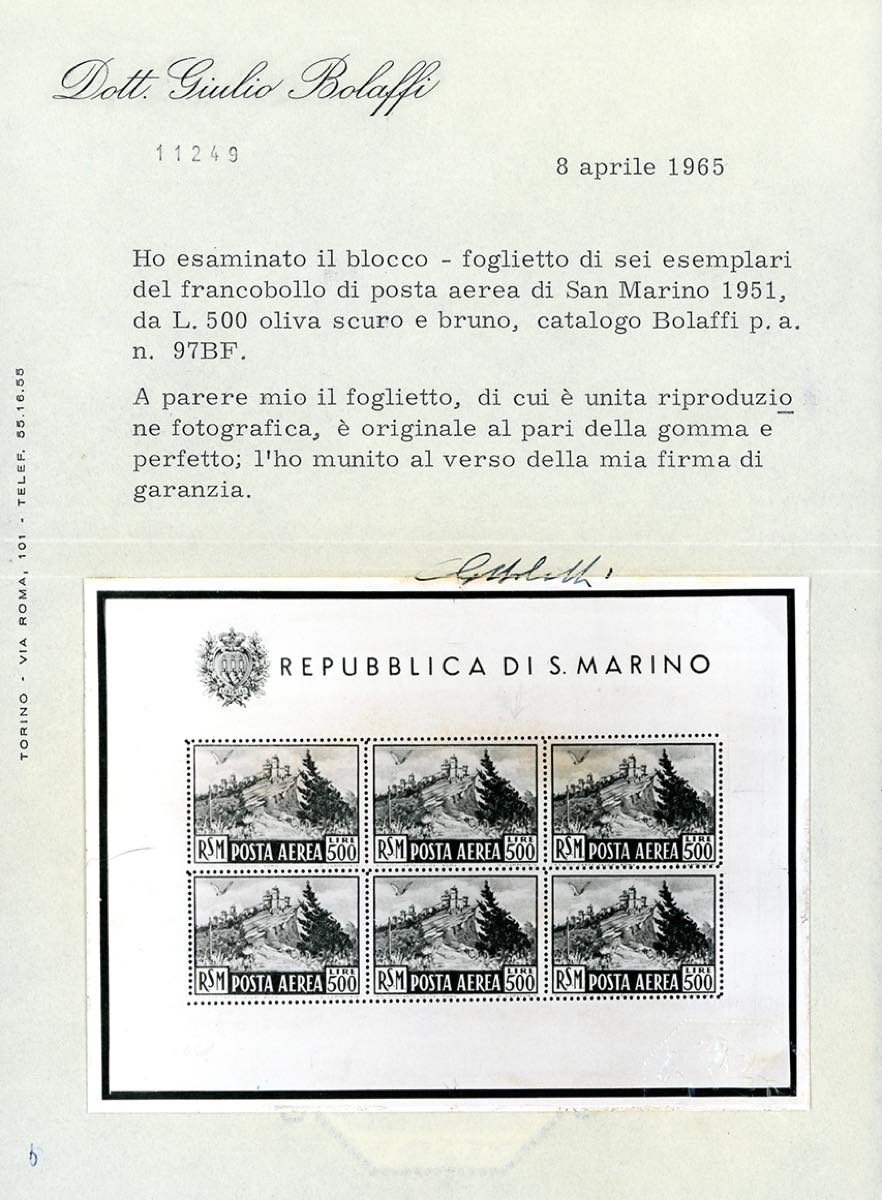 Dott. Giulio Bolaffi
11249
8 aprile 1965
Ho esaminato il blocco - foglietto di sei esemplari
del francobollo di posta aerea di San Marino 1951,
da L. 500 oliva scuro e bruno, catalogo Bolaffi p. a.
n. 97BF.
A parere mio il foglietto, di cui è unita riproduzio
ne fotografica, è originale al pari della gomma e
perfetto; l'ho munito al verso della mia firma di
garanzia.
TORINO - VIA ROMA, 101 - TELEF. 55.16.55
REPUBBLICA DI S. MARINO
RSM POSTA AEREA LIRE 500
RSM POSTA AEREA LIRE 500
RSM POSTA AEREA LIRE 500
RSM POSTA AEREA LIRE 500
RSM POSTA AEREA LIRE 500
RSM POSTA AEREA LIRE 500